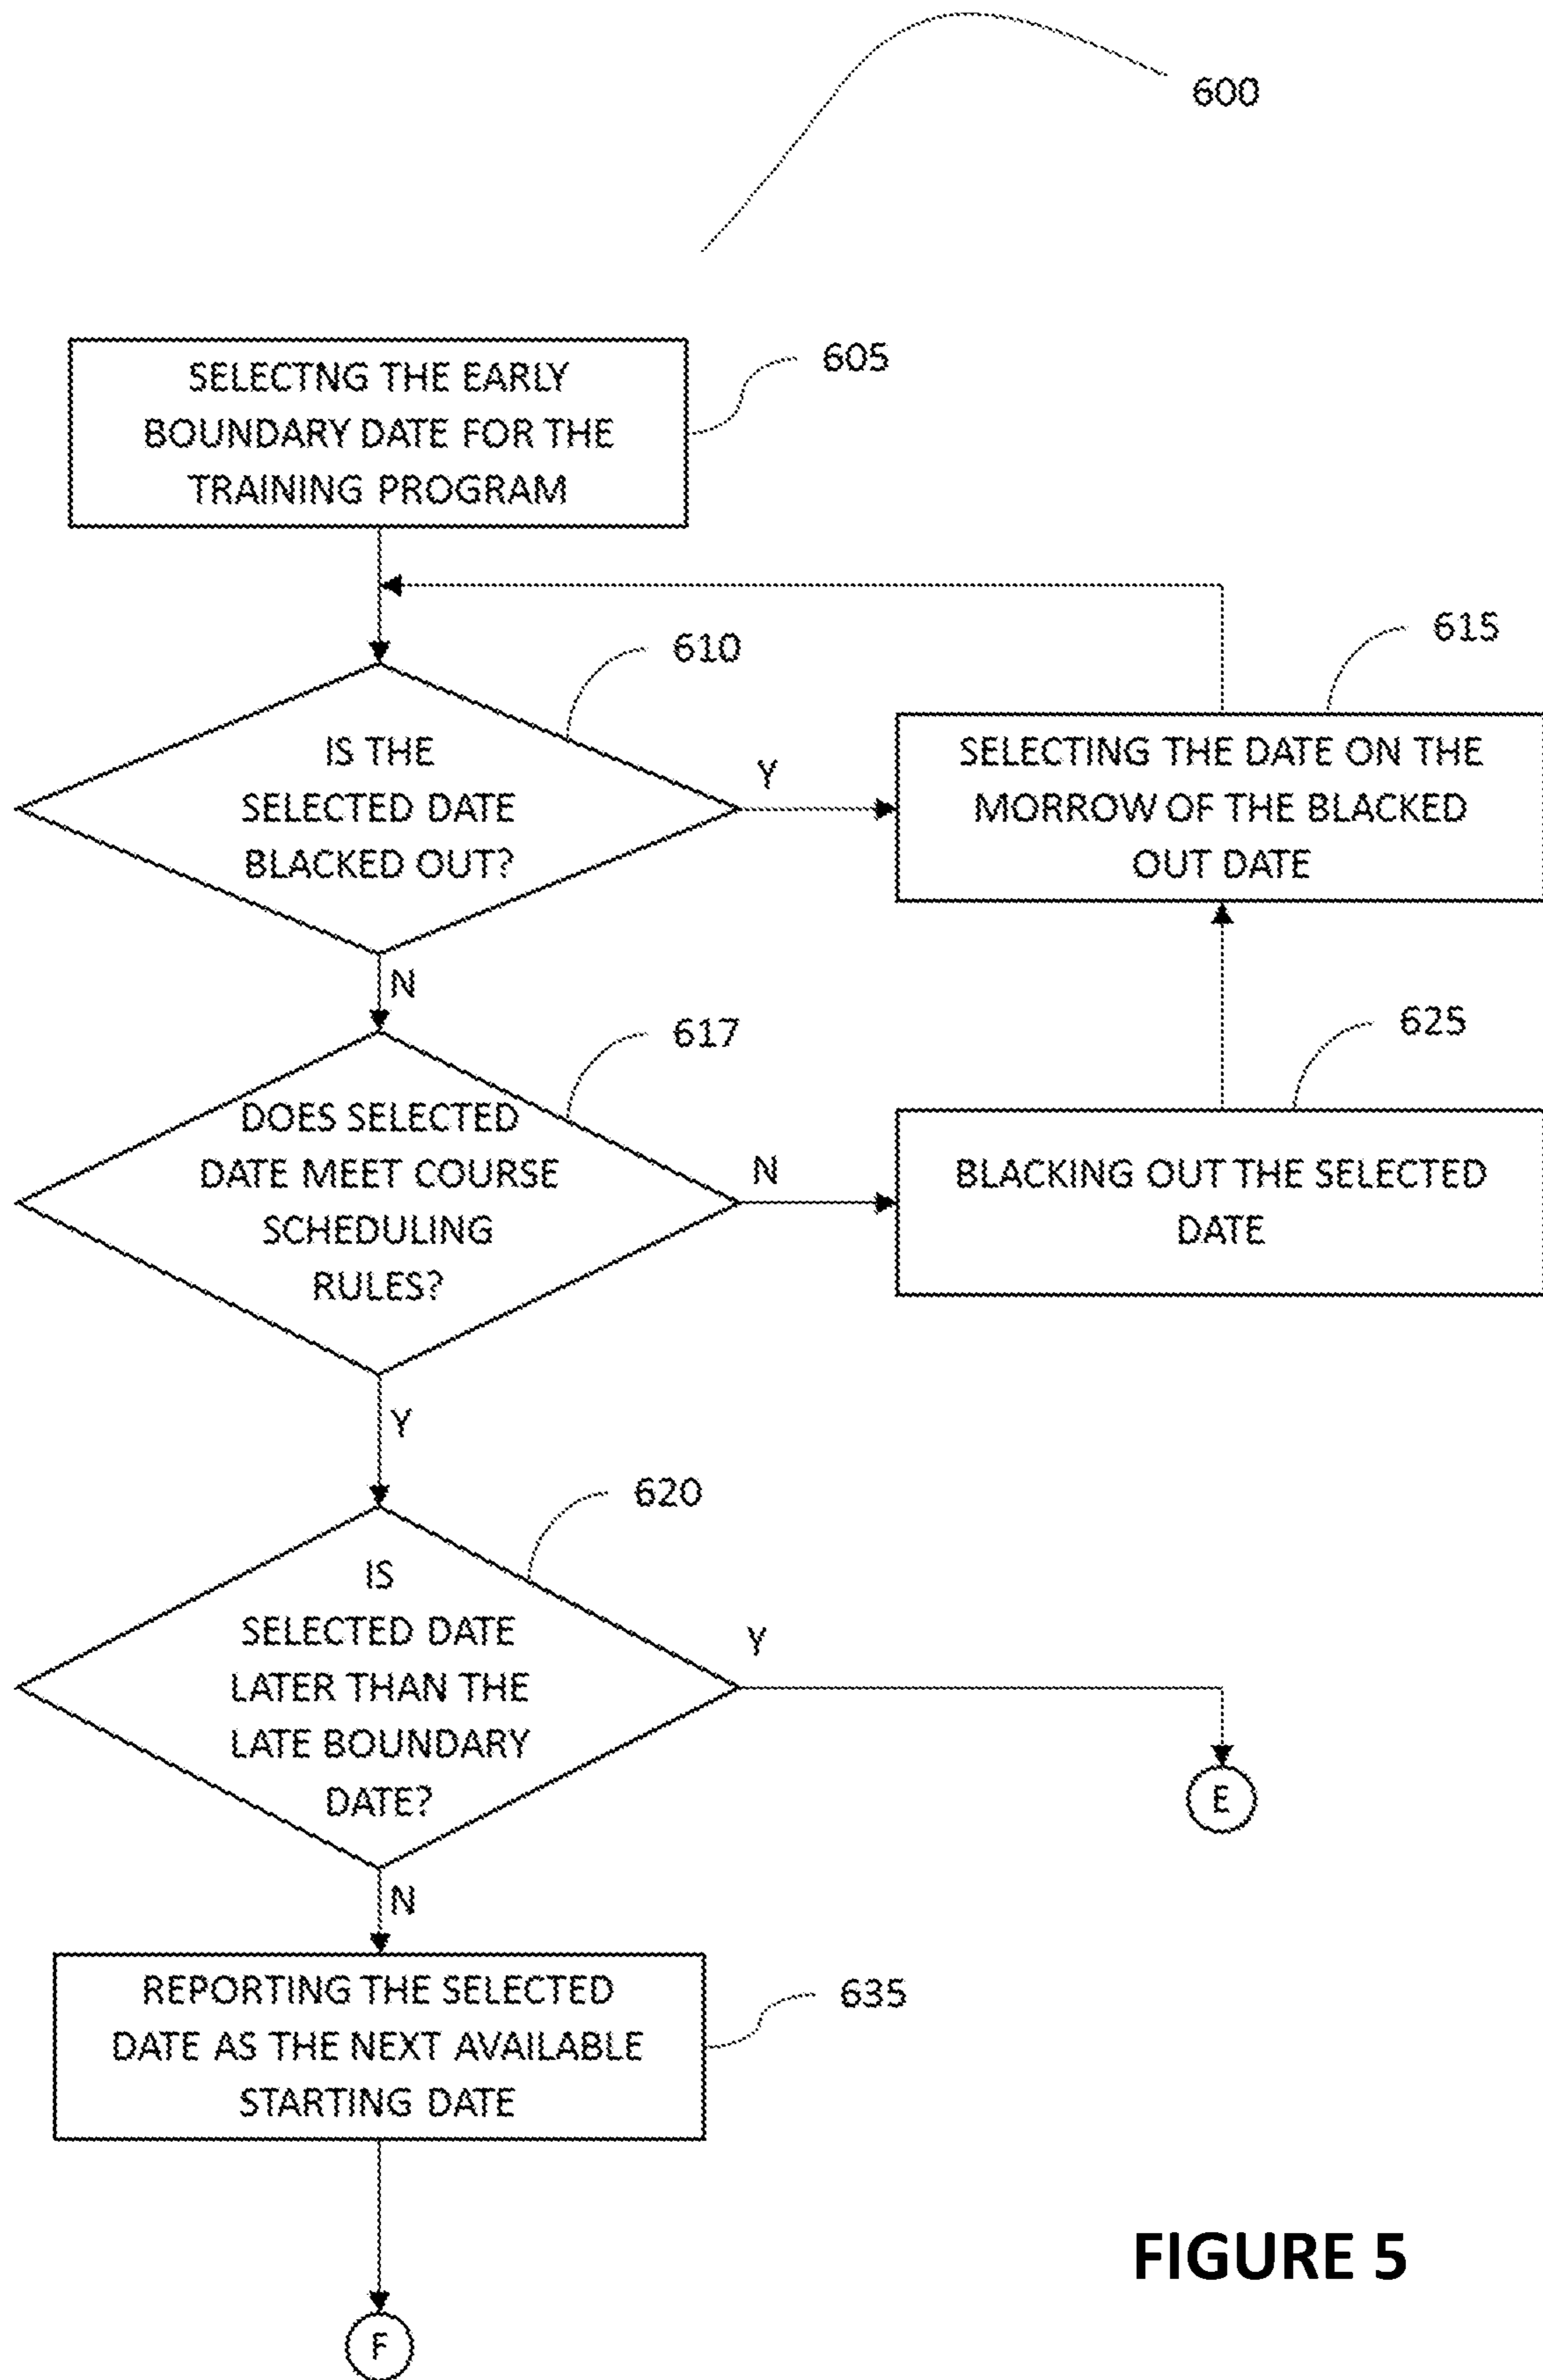 600
SELECTNG THE EARLY
BOUNDARY DATE FOR THE
TRAINING PROGRAM
605
610
IS THE
SELECTED DATE
BLACKED OUT?
Y
615
SELECTING THE DATE ON THE
MORROW OF THE BLACKED
OUT DATE
N
617
DOES SELECTED
DATE MEET COURSE
SCHEDULING
RULES?
N
625
BLACKING OUT THE SELECTED
DATE
Y
620
IS
SELECTED DATE
LATER THAN THE
LATE BOUNDARY
DATE?
Y
E
N
REPORTING THE SELECTED
DATE AS THE NEXT AVAILABLE
STARTING DATE
635
F
FIGURE 5